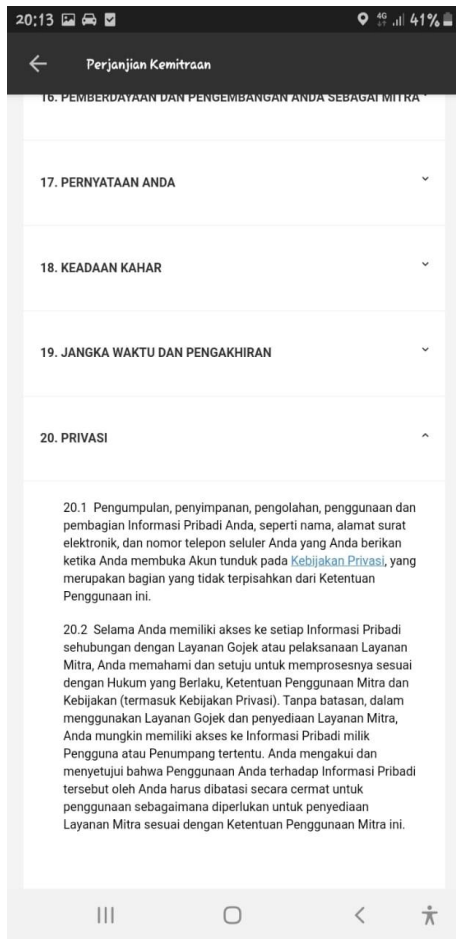 20:13
4G
41%
Perjanjian Kemitraan
16. PEMBERDAYAAN DAN PENGEMBANGAN ANDA SEBAGAI MITRA
17. PERNYATAAN ANDA
18. KEADAAN KAHAR
19. JANGKA WAKTU DAN PENGAKHIRAN
20. PRIVASI
20.1 Pengumpulan, penyimpanan, pengolahan, penggunaan dan
pembagian Informasi Pribadi Anda, seperti nama, alamat surat
elektronik, dan nomor telepon seluler Anda yang Anda berikan
ketika Anda membuka Akun tunduk pada Kebijakan Privasi, yang
merupakan bagian yang tidak terpisahkan dari Ketentuan
Penggunaan ini.
20.2 Selama Anda memiliki akses ke setiap Informasi Pribadi
sehubungan dengan Layanan Gojek atau pelaksanaan Layanan
Mitra, Anda memahami dan setuju untuk memprosesnya sesuai
dengan Hukum yang Berlaku, Ketentuan Penggunaan Mitra dan
Kebijakan (termasuk Kebijakan Privasi). Tanpa batasan, dalam
menggunakan Layanan Gojek dan penyediaan Layanan Mitra,
Anda mungkin memiliki akses ke Informasi Pribadi milik
Pengguna atau Penumpang tertentu. Anda mengakui dan
menyetujui bahwa Penggunaan Anda terhadap Informasi Pribadi
tersebut oleh Anda harus dibatasi secara cermat untuk
penggunaan sebagaimana diperlukan untuk penyediaan
Layanan Mitra sesuai dengan Ketentuan Penggunaan Mitra ini.